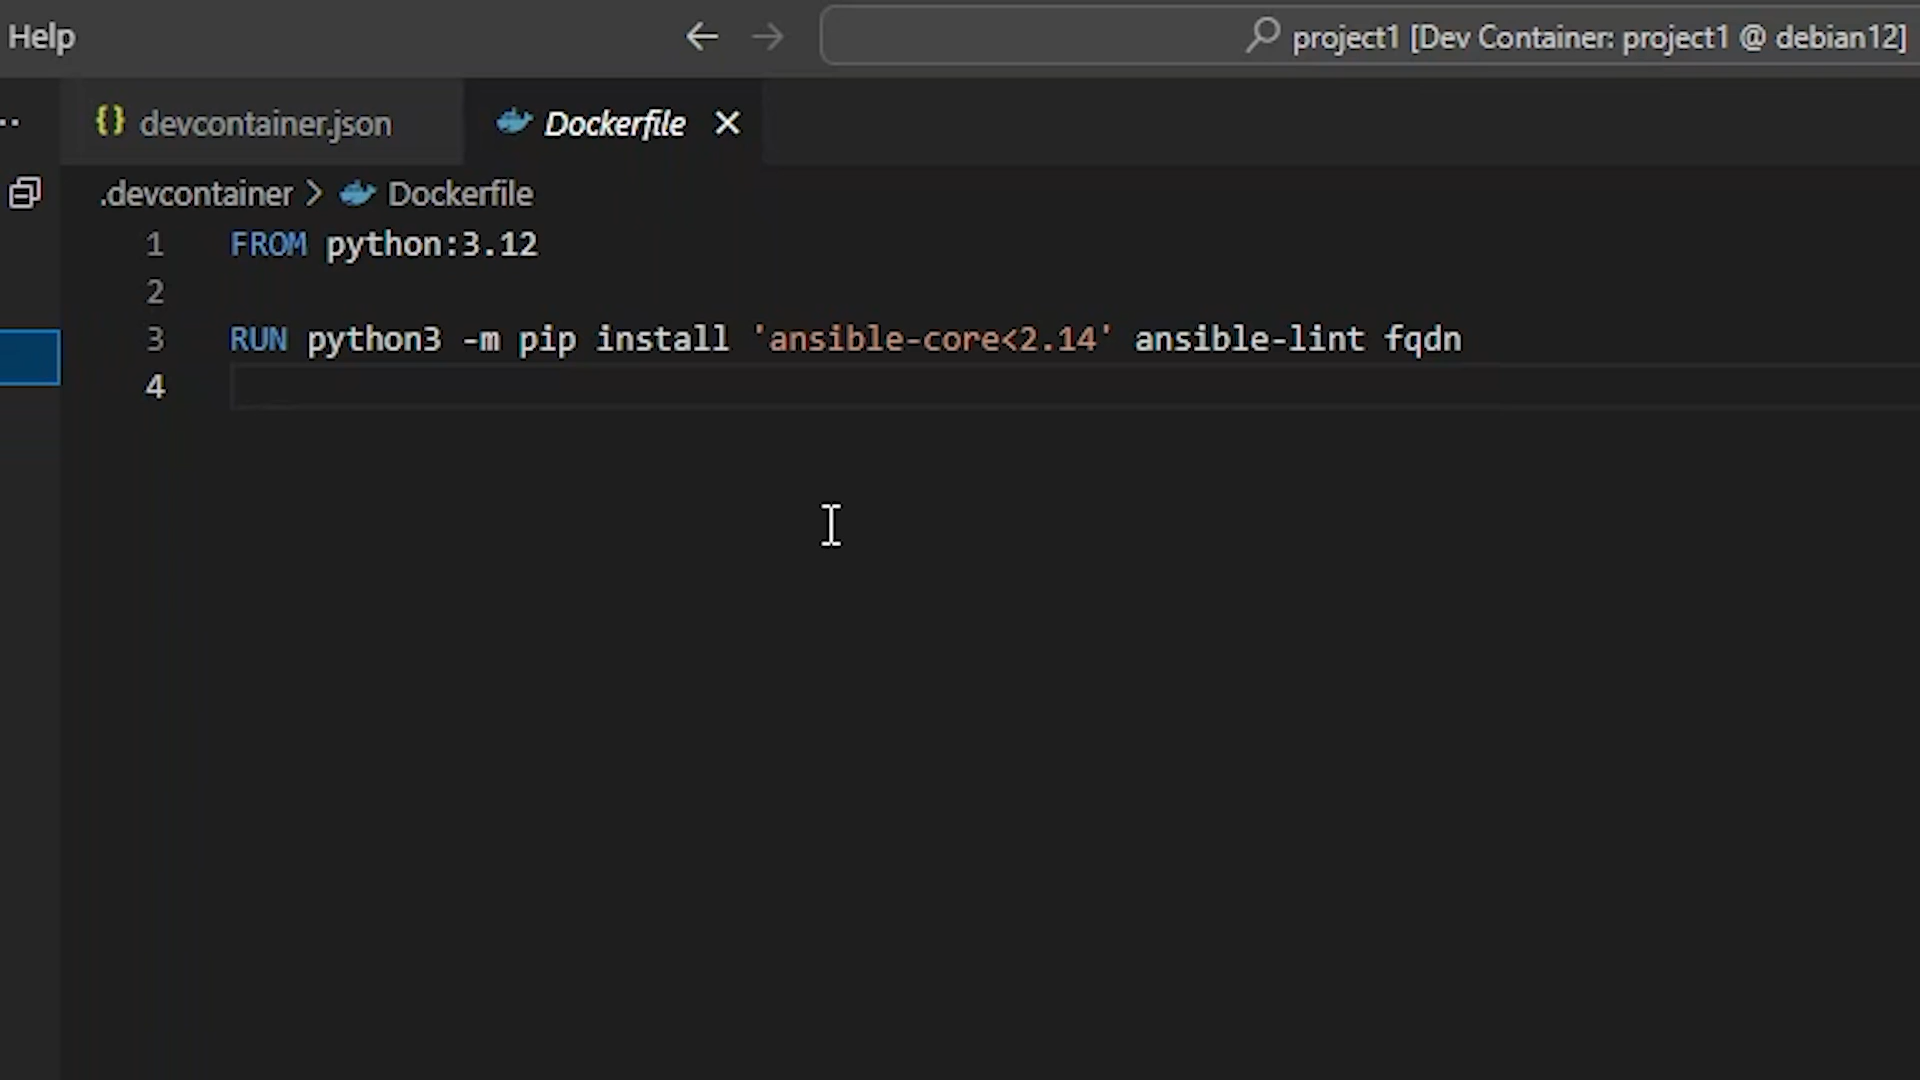 Help
project1 [Dev Container: project1 @ debian12]
devcontainer.json
Dockerfile
.devcontainer > Dockerfile
1 FROM python:3.12
2
3 RUN python3 -m pip install 'ansible-core<2.14' ansible-lint fqdn
4